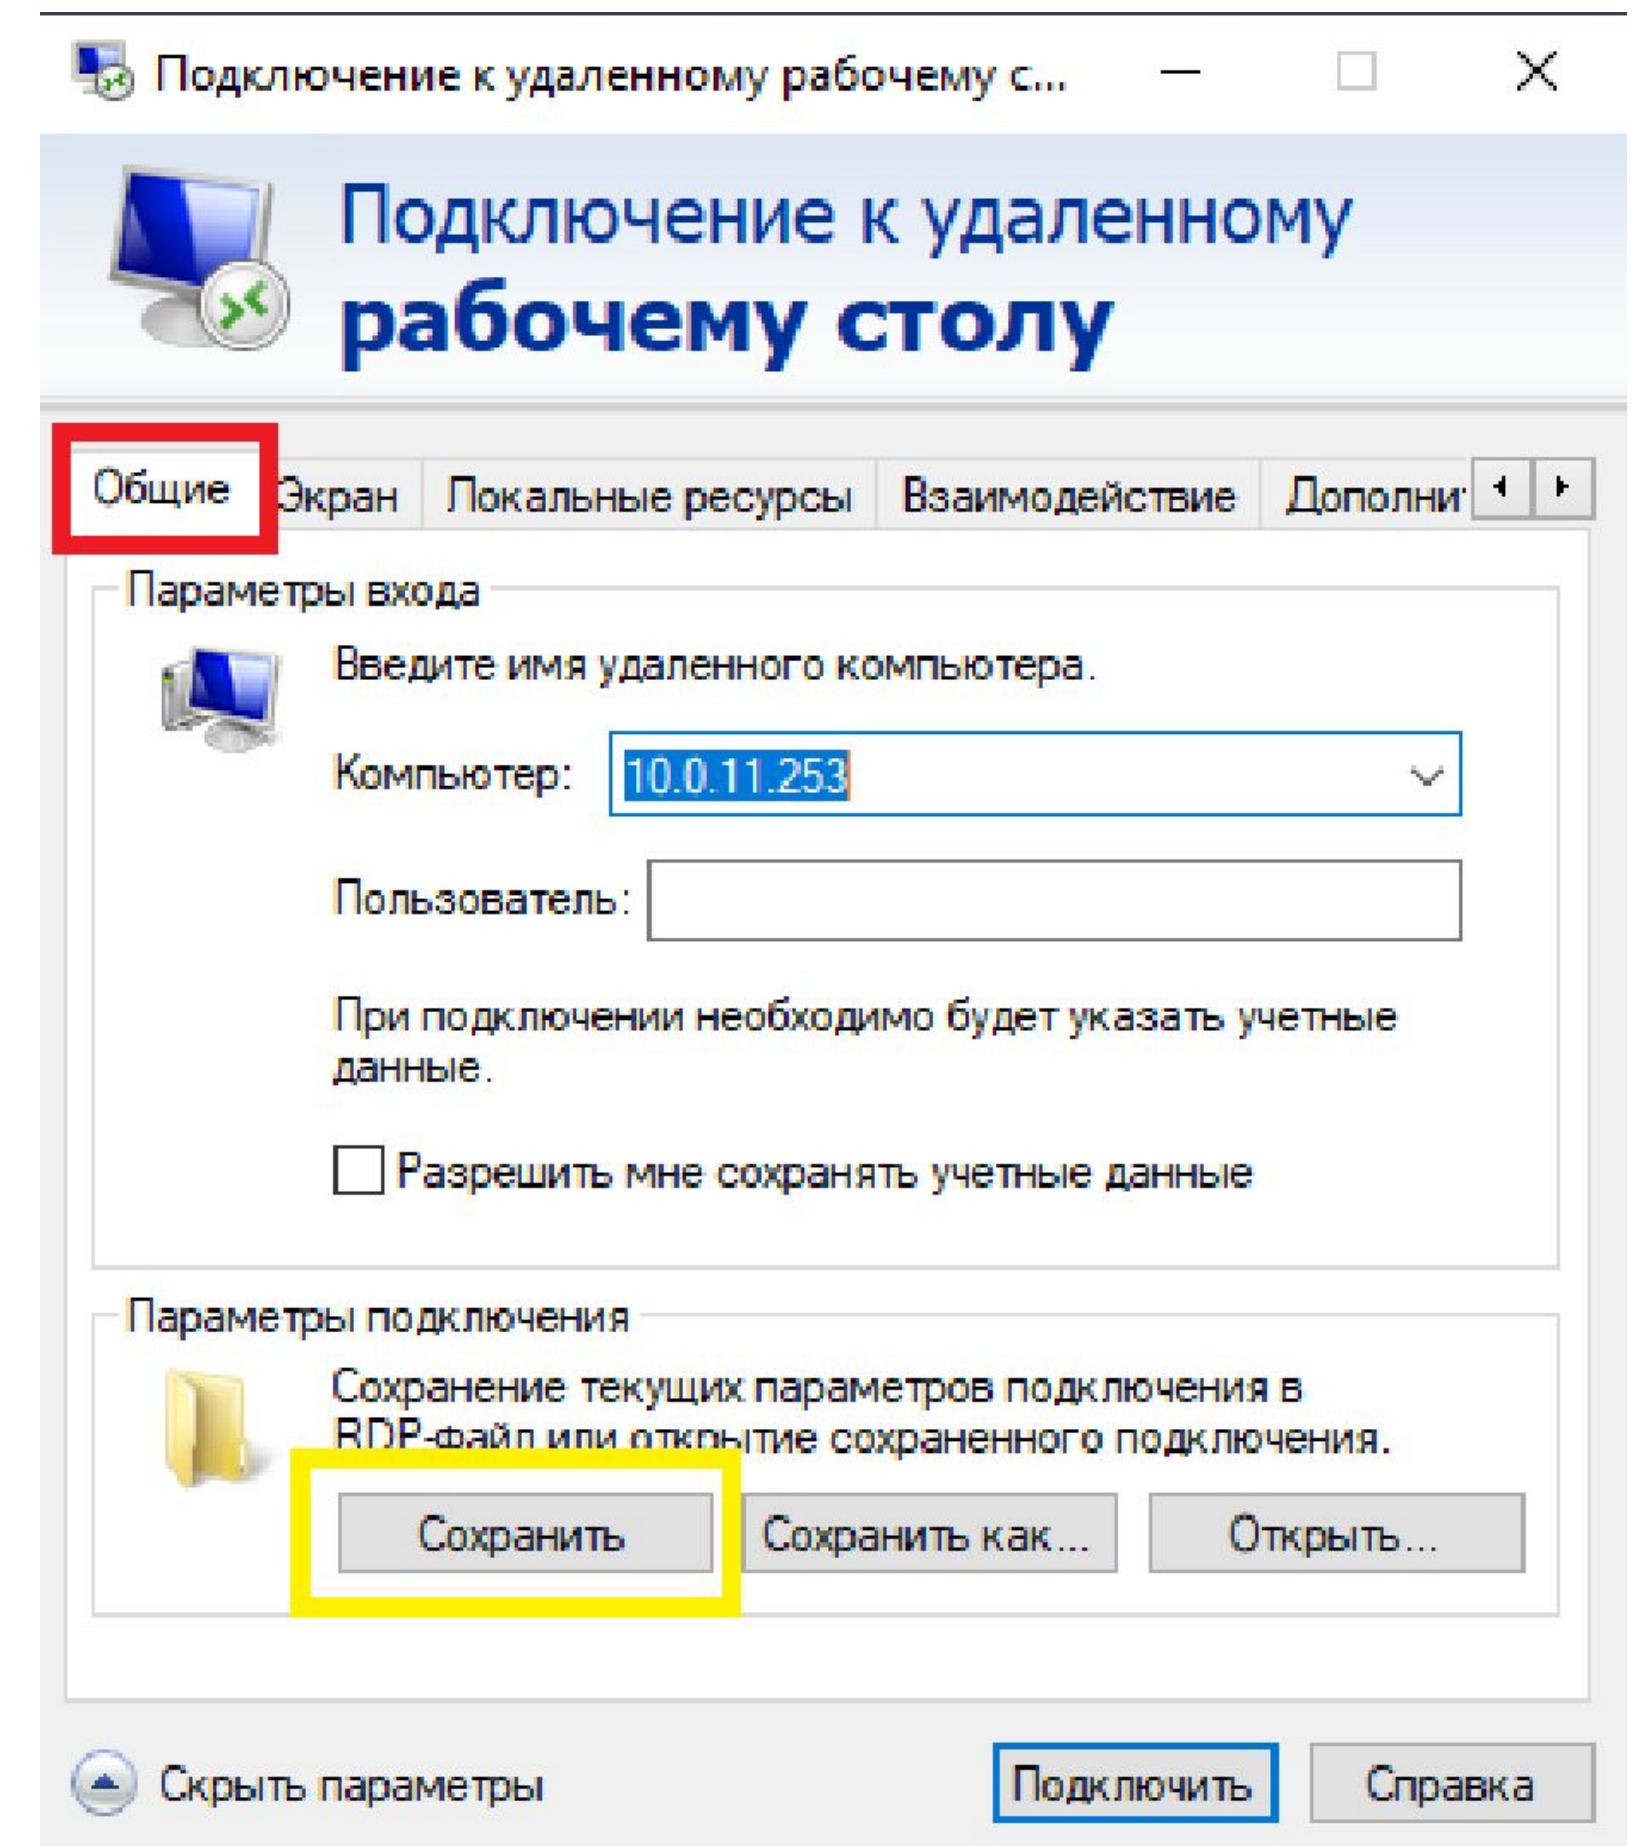 Подключение к удаленному рабочему с...
Подключение к удаленному
рабочему столу
Общие Экран Локальные ресурсы Взаимодействие Дополнит
Параметры входа
Введите имя удаленного компьютера.
Компьютер: 10.0.11.253
Пользователь:
При подключении необходимо будет указать учетные
данные.
Разрешить мне сохранять учетные данные
Параметры подключения
Сохранение текущих параметров подключения в
RDP-файл или открытие сохраненного подключения.
Сохранить Сохранить как... Открыть...
Скрыть параметры Подключить Справка